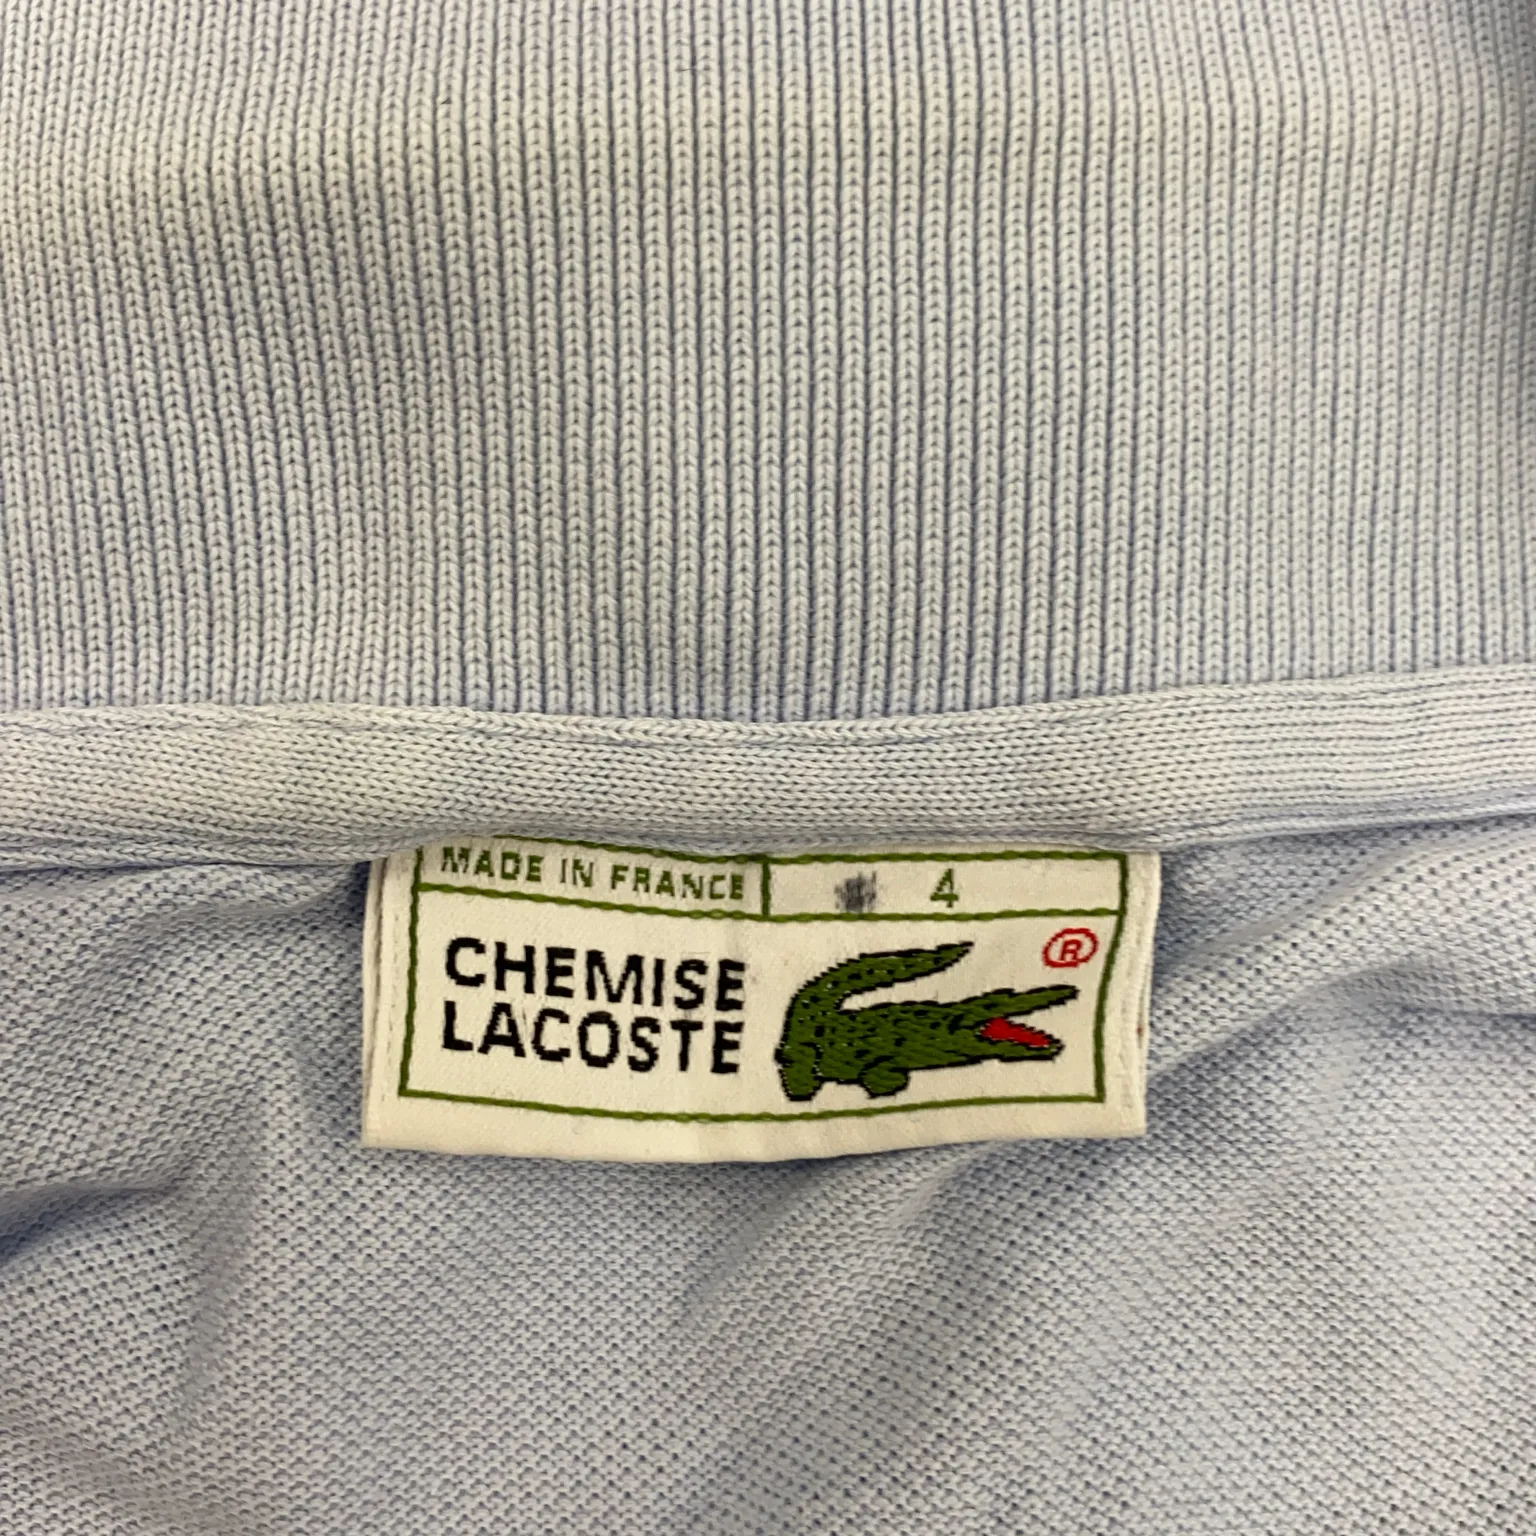 MADE IN FRANCE 4
CHEMISE
LACOSTE
®